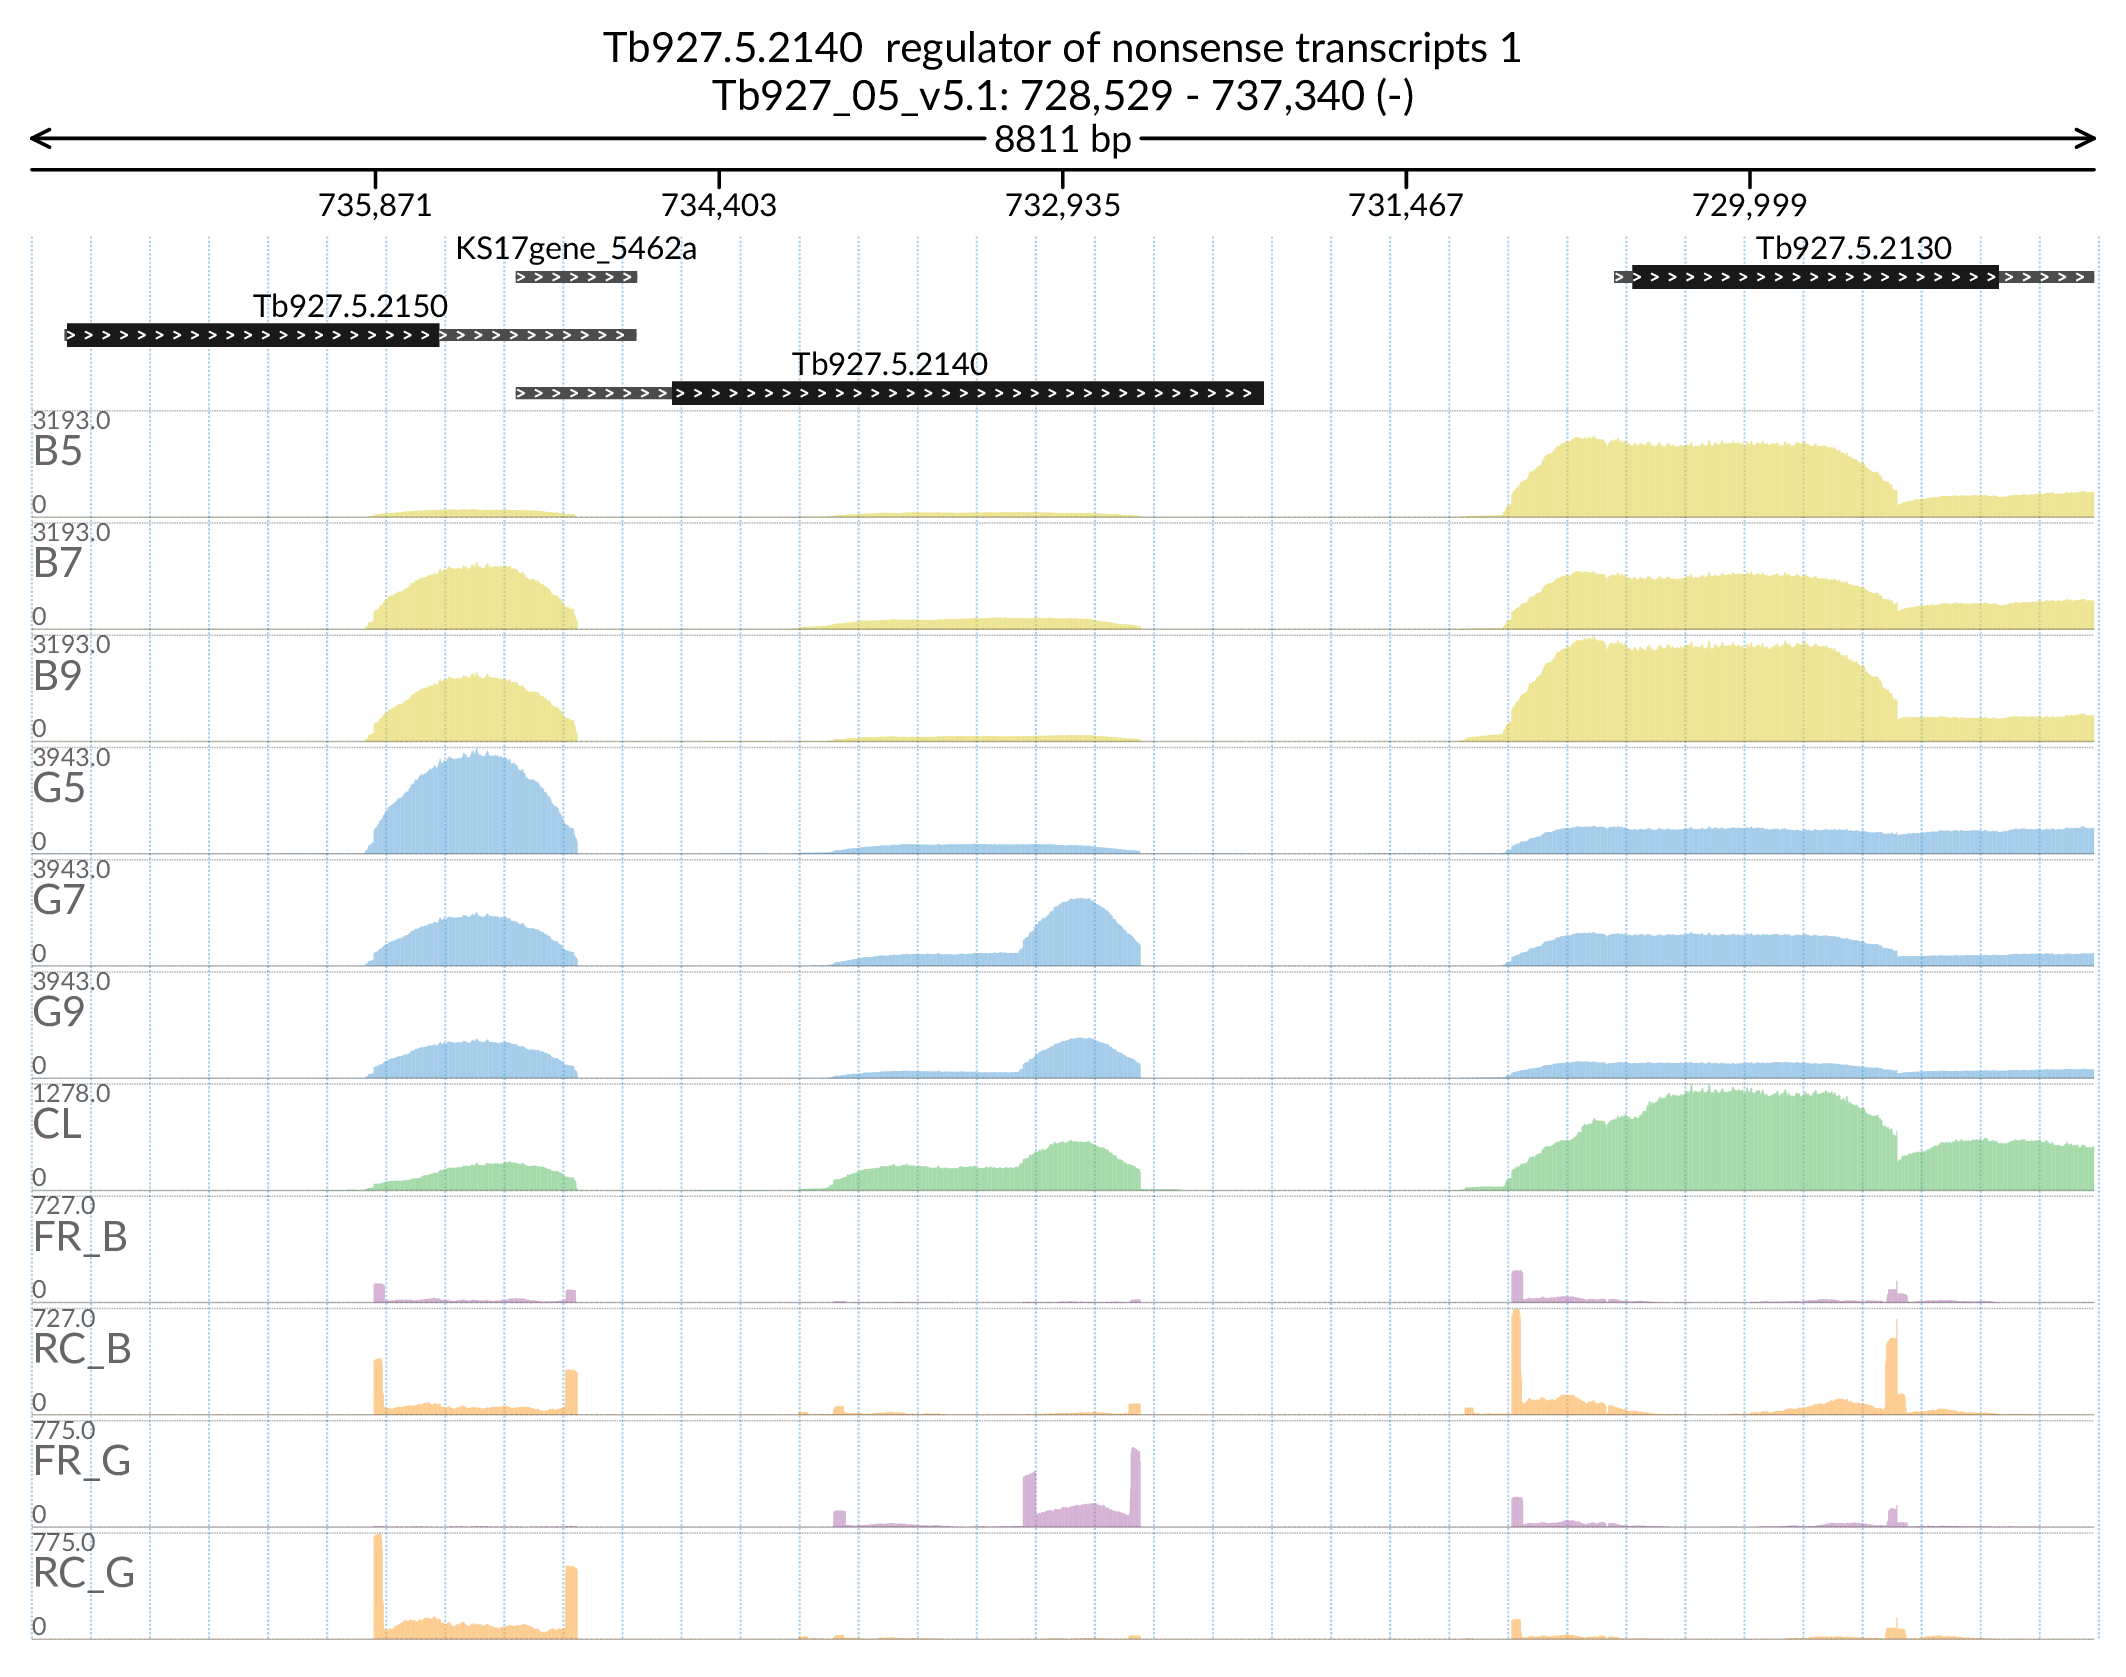 Tb927.5.2140  regulator of nonsense transcripts 1
Tb927_05_v5.1: 728,529 - 737,340 (-)
8811 bp
735,871 734,403 732,935 731,467 729,999
KS17gene_5462a Tb927.5.2130
Tb927.5.2150
Tb927.5.2140
3193.0
B5
0
3193.0
B7
0
3193.0
B9
0
3943.0
G5
0
3943.0
G7
0
3943.0
G9
0
1278.0
CL
0
727.0
FR_B
0
727.0
RC_B
0
775.0
FR_G
0
775.0
RC_G
0